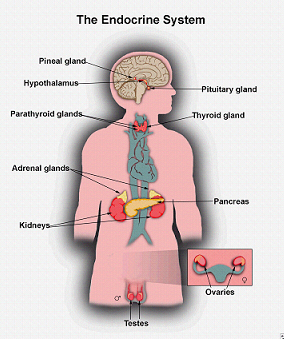 The Endocrine System
Pineal gland
Hypothalamus
Pituitary gland
Parathyroid glands
Thyroid gland
Adrenal glands
Pancreas
Kidneys
Ovaries
♀
♂
Testes